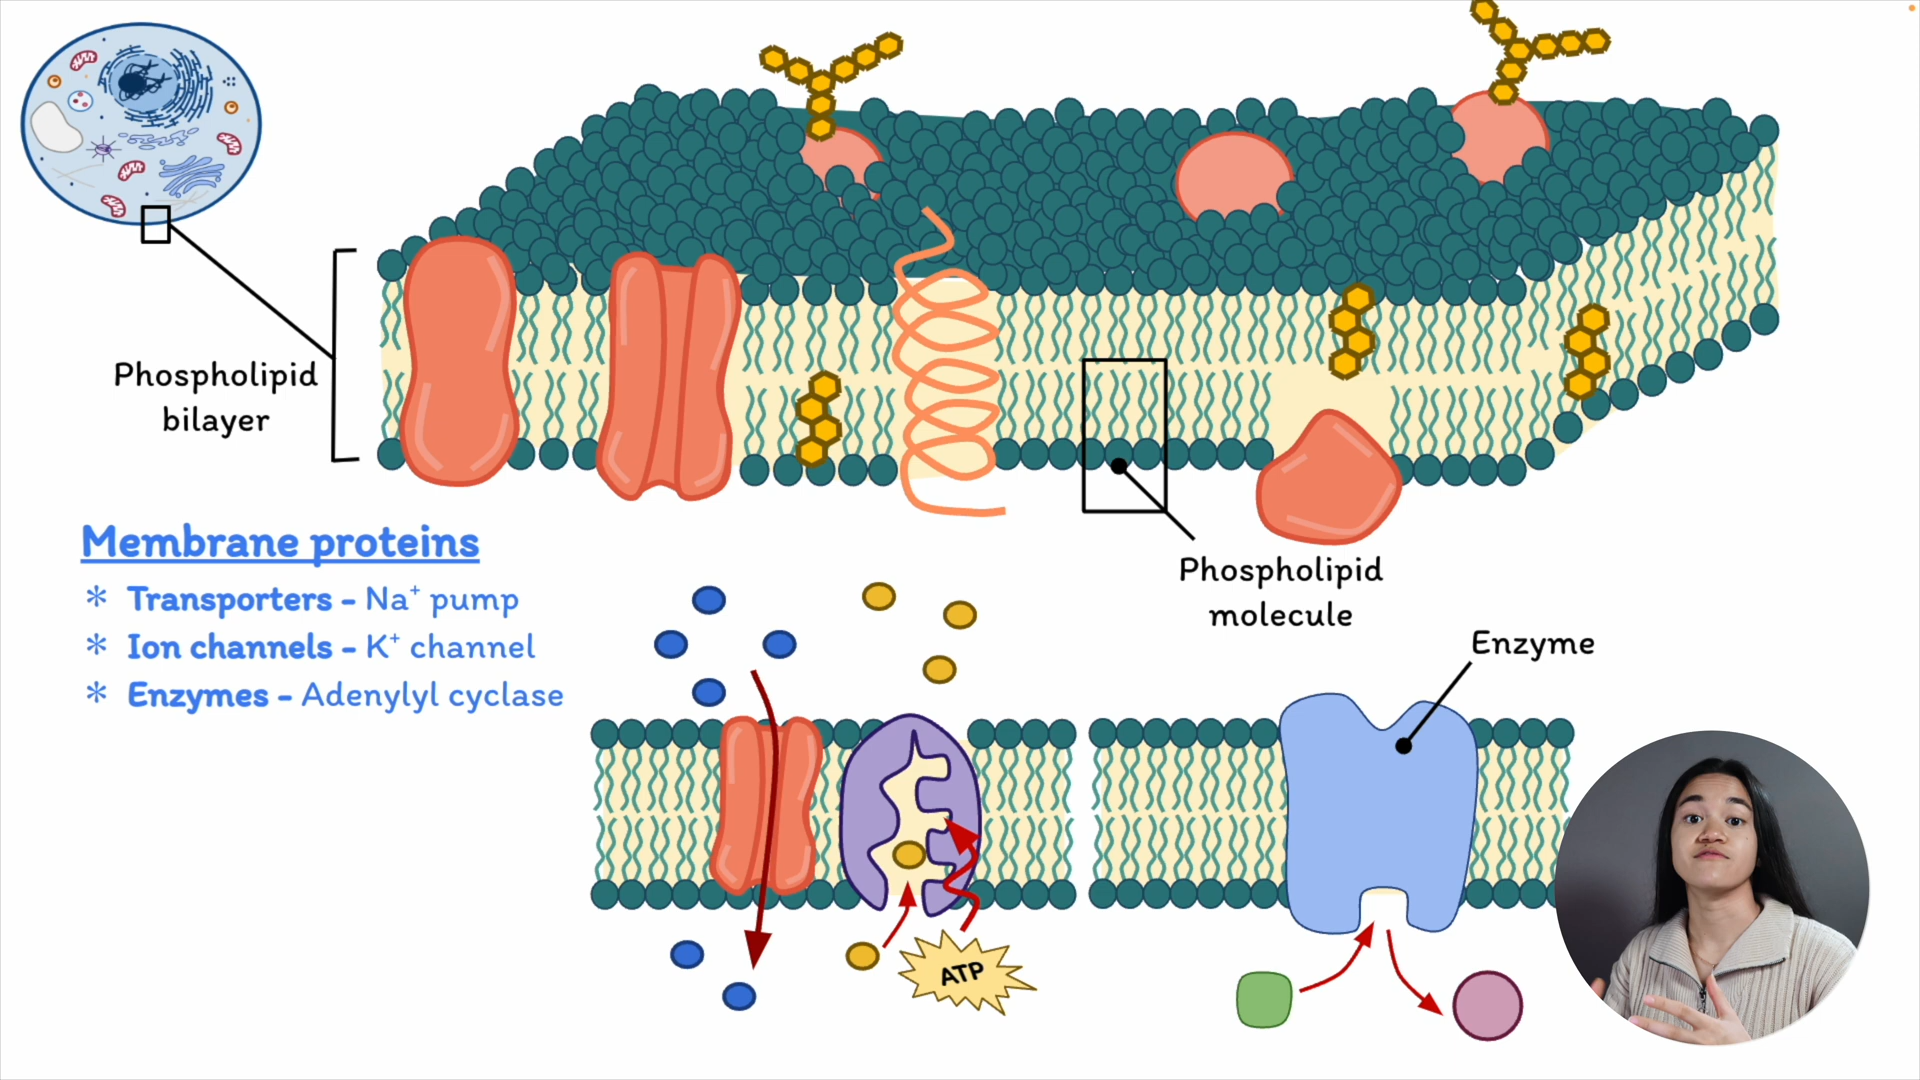 Phospholipid
bilayer
Membrane proteins
* Transporters - Na⁺ pump
* Ion channels - K⁺ channel
* Enzymes - Adenylyl cyclase
Phospholipid
molecule
Enzyme
ATP